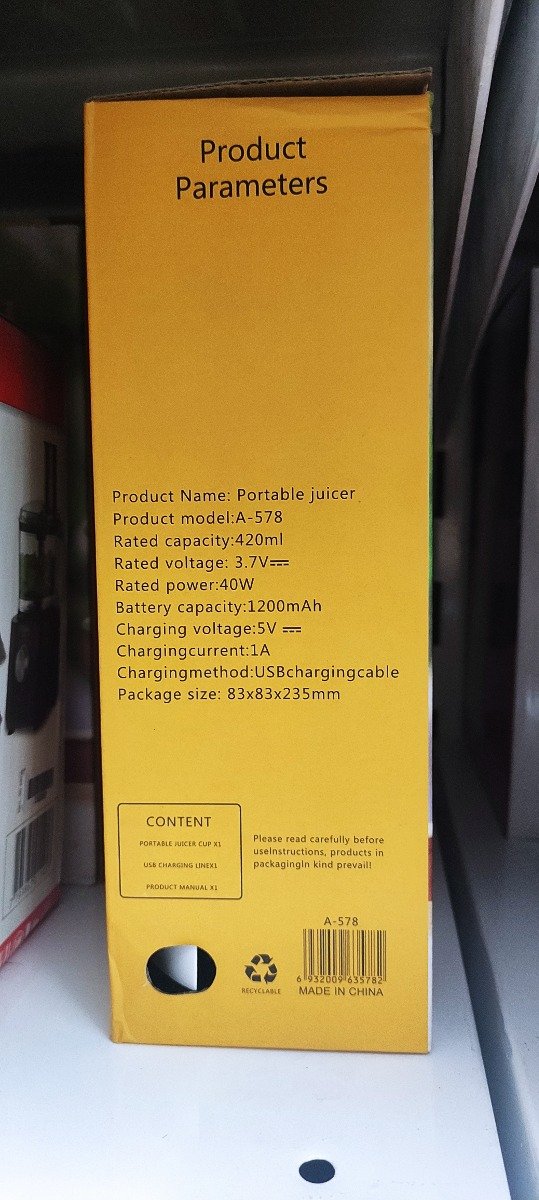 Product
Parameters
Product Name: Portable juicer
Product model:A-578
Rated capacity:420ml
Rated voltage: 3.7V⎓
Rated power:40W
Battery capacity:1200mAh
Charging voltage:5V ⎓
Chargingcurrent:1A
Chargingmethod:USBchargingcable
Package size: 83x83x235mm
CONTENT
PORTABLE JUICER CUP X1
USB CHARGING LINEX1
PRODUCT MANUAL X1
Please read carefully before
useInstructions, products in
packagingIn kind prevail!
A-578
6 932009 635782
RECYCLABLE
MADE IN CHINA